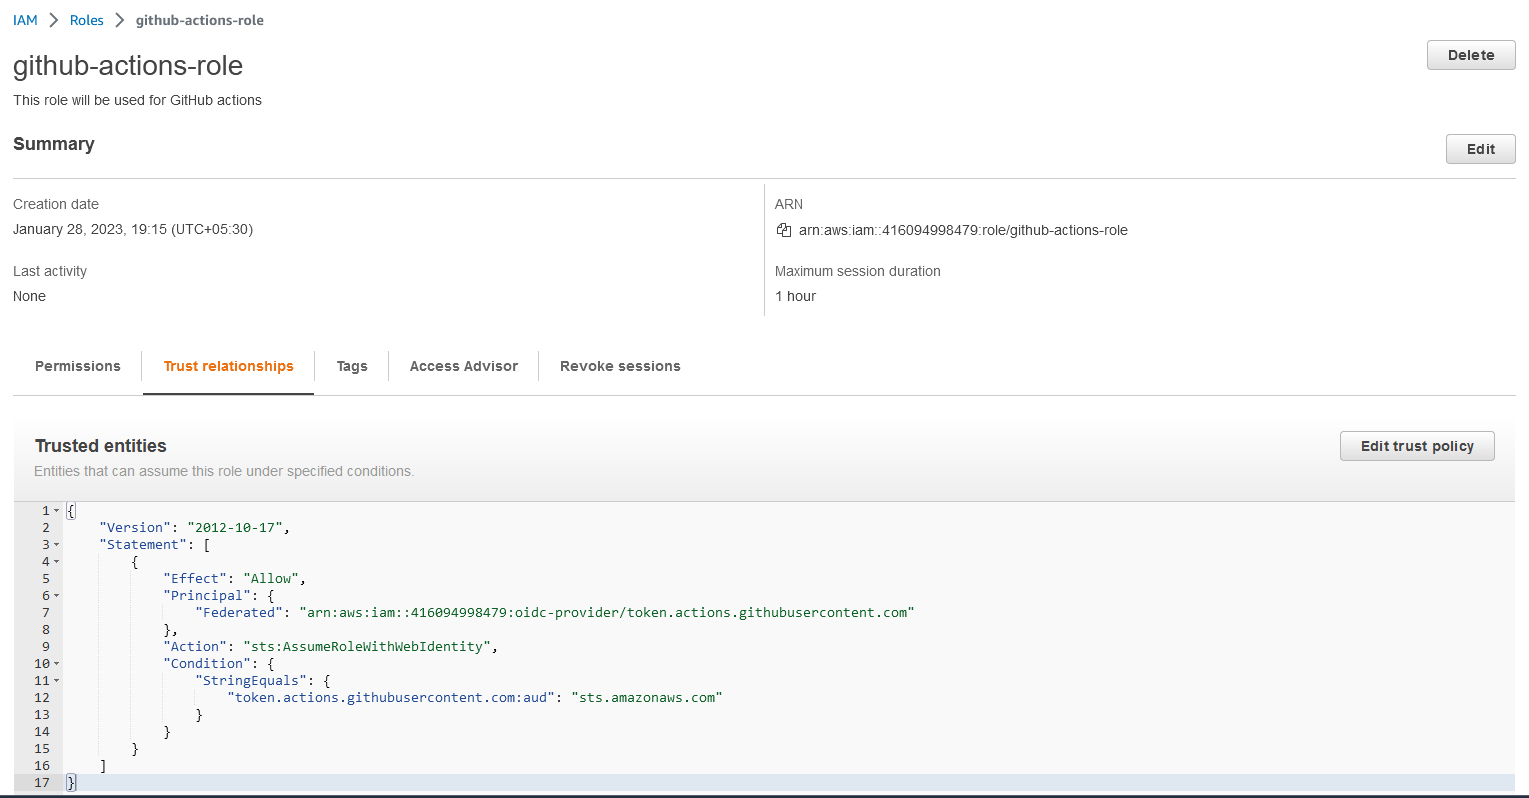 IAM > Roles > github-actions-role
github-actions-role
Delete
This role will be used for GitHub actions
Summary
Edit
Creation date
January 28, 2023, 19:15 (UTC+05:30)
ARN
arn:aws:iam::416094998479:role/github-actions-role
Last activity
None
Maximum session duration
1 hour
Permissions Trust relationships Tags Access Advisor Revoke sessions
Trusted entities
Edit trust policy
Entities that can assume this role under specified conditions.
1 {
2     "Version": "2012-10-17",
3     "Statement": [
4         {
5             "Effect": "Allow",
6             "Principal": {
7                 "Federated": "arn:aws:iam::416094998479:oidc-provider/token.actions.githubusercontent.com"
8             },
9             "Action": "sts:AssumeRoleWithWebIdentity",
10             "Condition": {
11                 "StringEquals": {
12                     "token.actions.githubusercontent.com:aud": "sts.amazonaws.com"
13                 }
14             }
15         }
16     ]
17 }